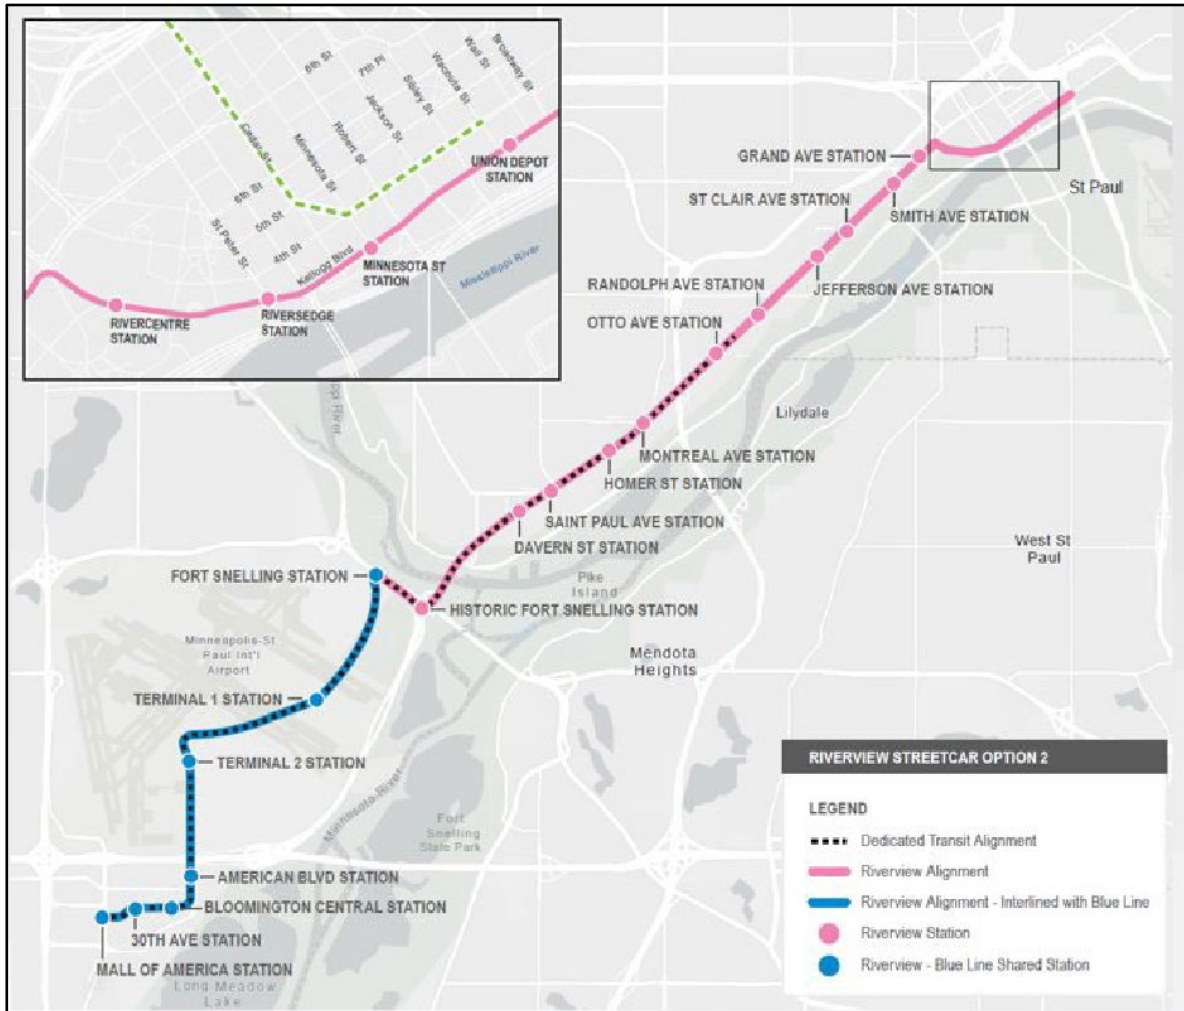 6th St
7th Pl
Jackson St
Sibley St
Wacouta St
Wall St
Broadway St
Cedar St
Minnesota St
Robert St
UNION DEPOT
STATION
6th St
5th St
4th St
St Peter St
Kellogg Blvd
MINNESOTA ST
STATION
Mississippi River
RIVERCENTRE
STATION
RIVERSEDGE
STATION
GRAND AVE STATION
St Paul
ST CLAIR AVE STATION
SMITH AVE STATION
RANDOLPH AVE STATION
JEFFERSON AVE STATION
OTTO AVE STATION
ppi River
Lilydale
MONTREAL AVE STATION
HOMER ST STATION
SAINT PAUL AVE STATION
DAVERN ST STATION
West St
Paul
FORT SNELLING STATION
Pike
Island
HISTORIC FORT SNELLING STATION
Minneapolis-St
Paul Int'l
Airport
Mendota
Heights
TERMINAL 1 STATION
TERMINAL 2 STATION
Minnesota River
Fort
Snelling
State Park
AMERICAN BLVD STATION
BLOOMINGTON CENTRAL STATION
30TH AVE STATION
MALL OF AMERICA STATION
Long Meadow
Lake
RIVERVIEW STREETCAR OPTION 2
LEGEND
Dedicated Transit Alignment
Riverview Alignment
Riverview Alignment - Interlined with Blue Line
Riverview Station
Riverview - Blue Line Shared Station